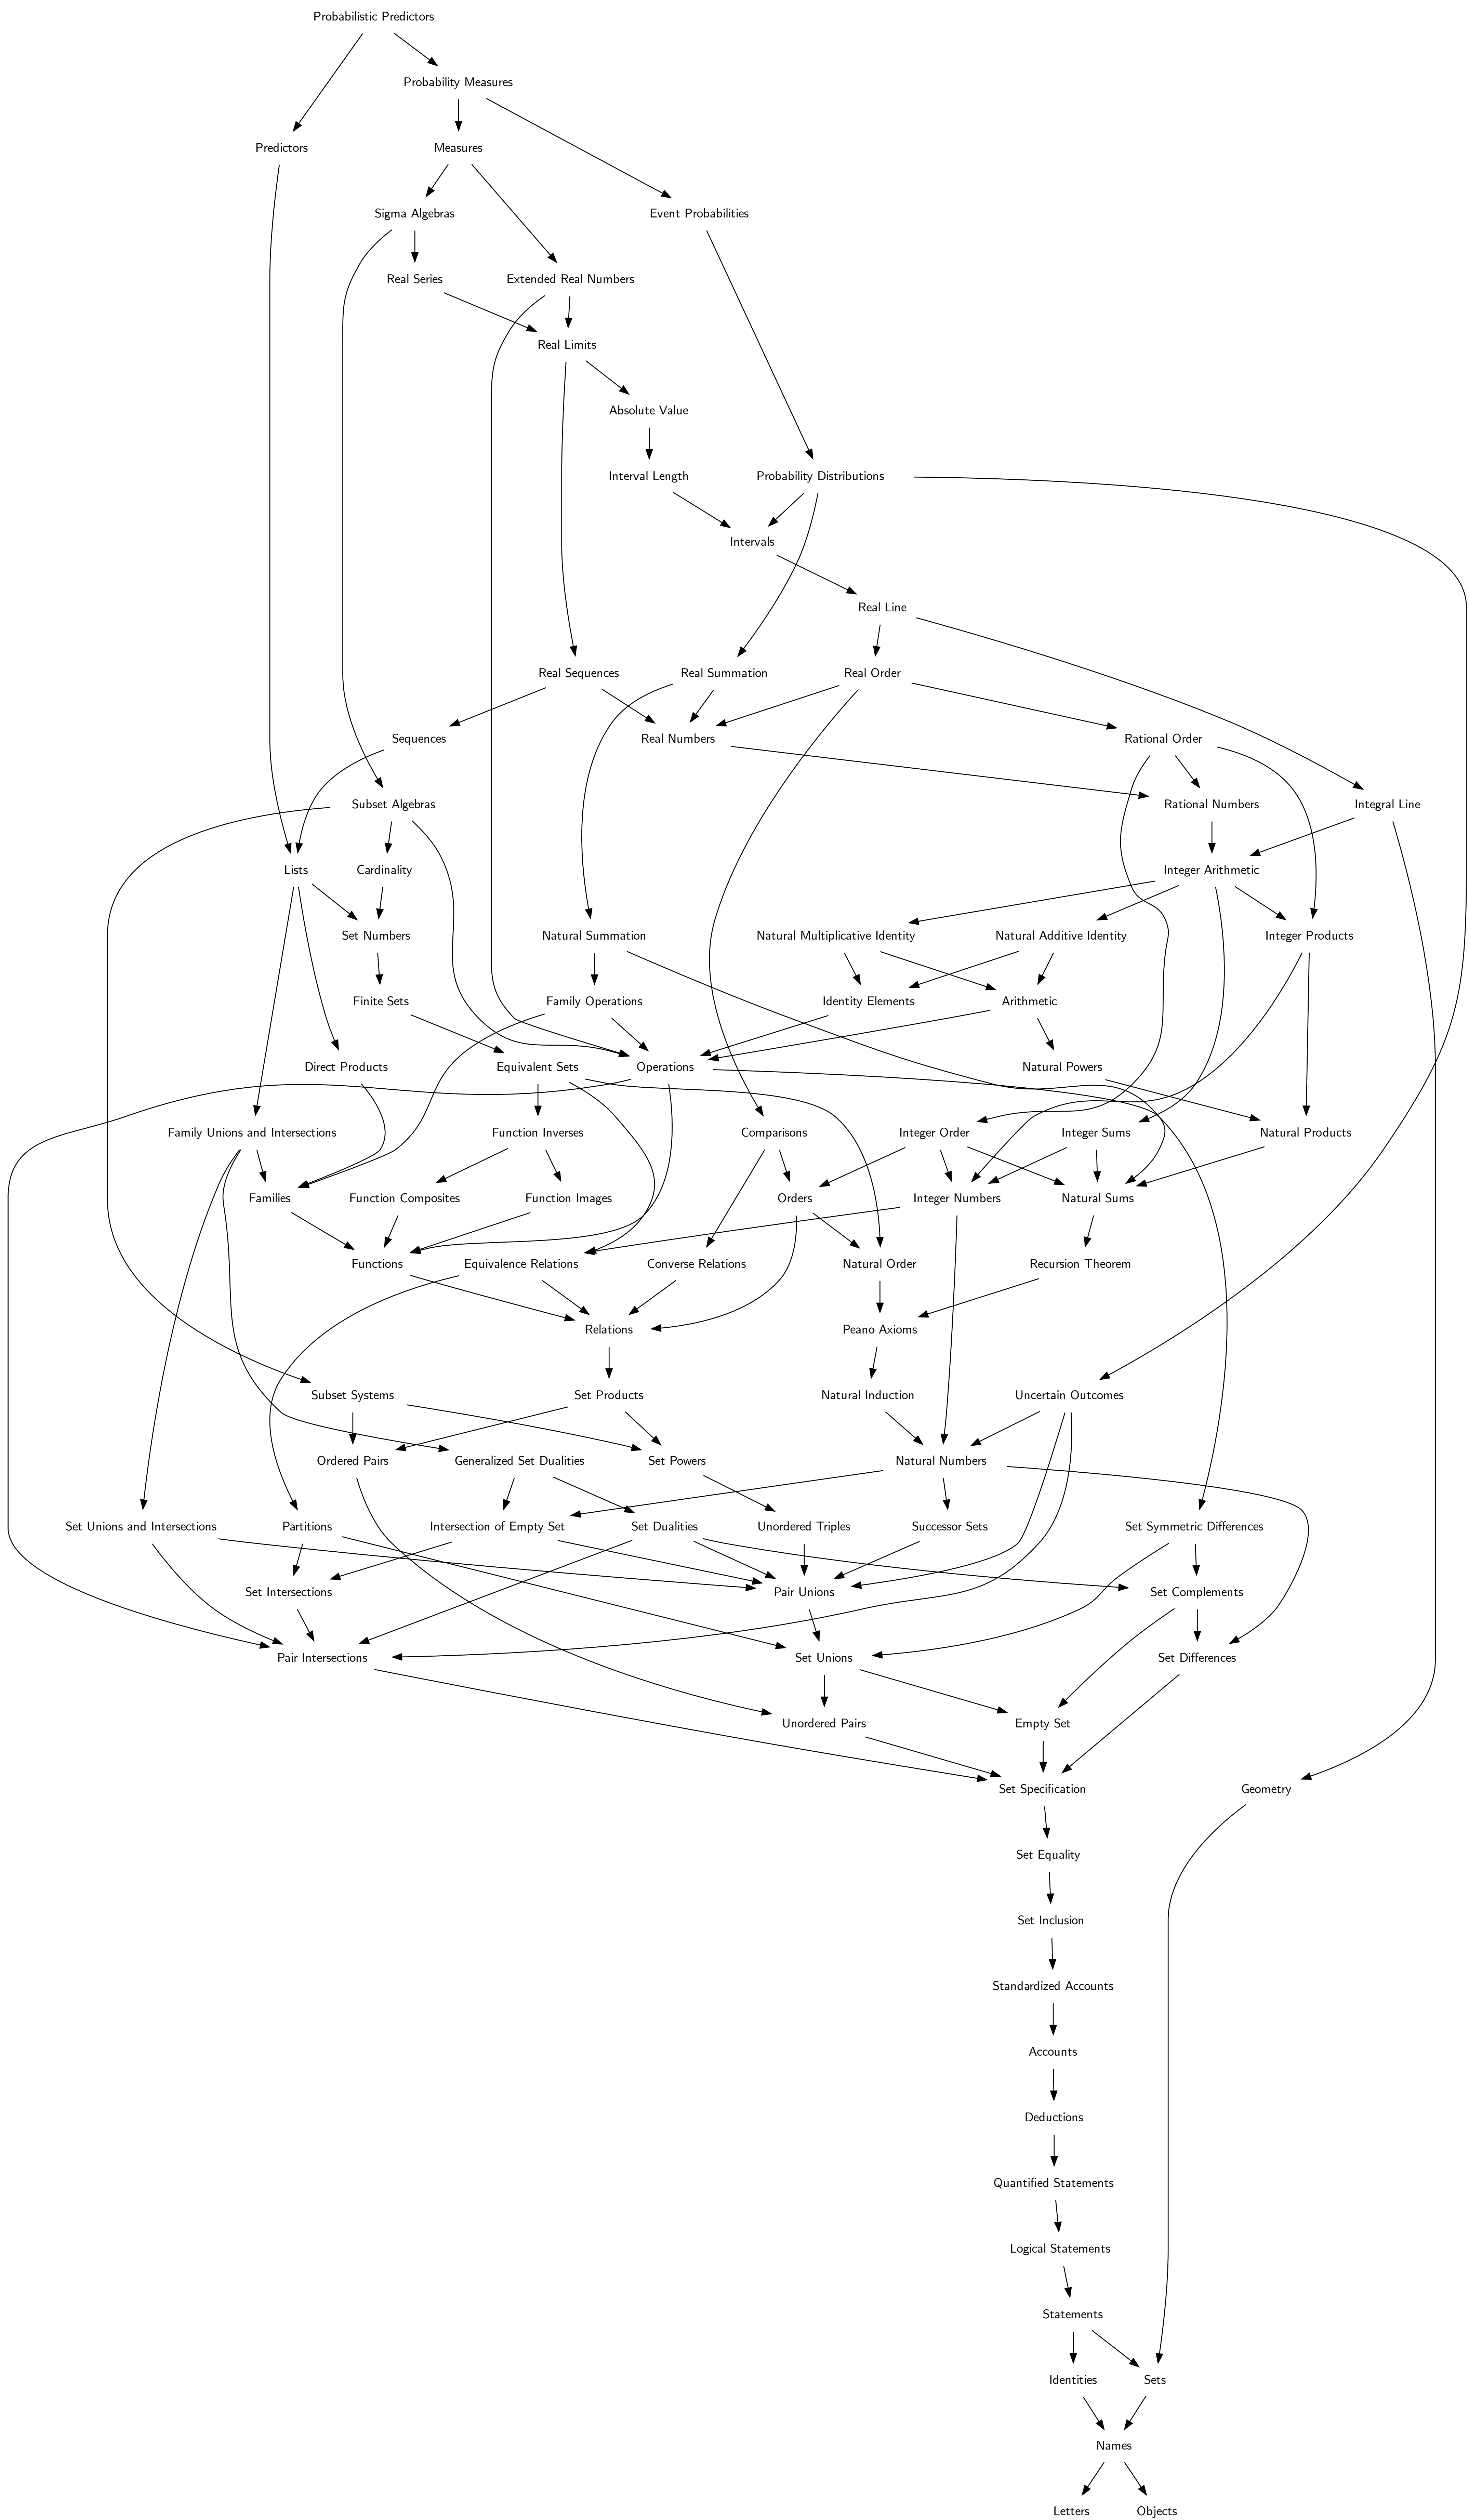 Probabilistic Predictors
Probability Measures
Predictors
Measures
Sigma Algebras
Event Probabilities
Real Series
Extended Real Numbers
Real Limits
Absolute Value
Interval Length
Probability Distributions
Intervals
Real Line
Real Sequences
Real Summation
Real Order
Sequences
Real Numbers
Rational Order
Subset Algebras
Rational Numbers
Integral Line
Lists
Cardinality
Integer Arithmetic
Set Numbers
Natural Summation
Natural Multiplicative Identity
Natural Additive Identity
Integer Products
Finite Sets
Family Operations
Identity Elements
Arithmetic
Direct Products
Equivalent Sets
Operations
Natural Powers
Family Unions and Intersections
Function Inverses
Comparisons
Integer Order
Integer Sums
Natural Products
Families
Function Composites
Function Images
Orders
Integer Numbers
Natural Sums
Functions
Equivalence Relations
Converse Relations
Natural Order
Recursion Theorem
Relations
Peano Axioms
Subset Systems
Set Products
Natural Induction
Uncertain Outcomes
Ordered Pairs
Generalized Set Dualities
Set Powers
Natural Numbers
Set Unions and Intersections
Partitions
Intersection of Empty Set
Set Dualities
Unordered Triples
Successor Sets
Set Symmetric Differences
Set Intersections
Pair Unions
Set Complements
Pair Intersections
Set Unions
Set Differences
Unordered Pairs
Empty Set
Set Specification
Geometry
Set Equality
Set Inclusion
Standardized Accounts
Accounts
Deductions
Quantified Statements
Logical Statements
Statements
Identities
Sets
Names
Letters
Objects